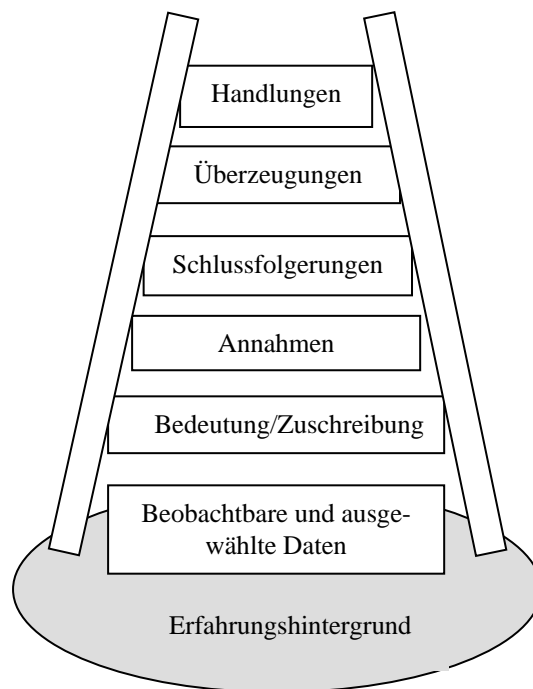 Handlungen
Überzeugungen
Schlussfolgerungen
Annahmen
Bedeutung/Zuschreibung
Beobachtbare und ausge-
wählte Daten
Erfahrungshintergrund